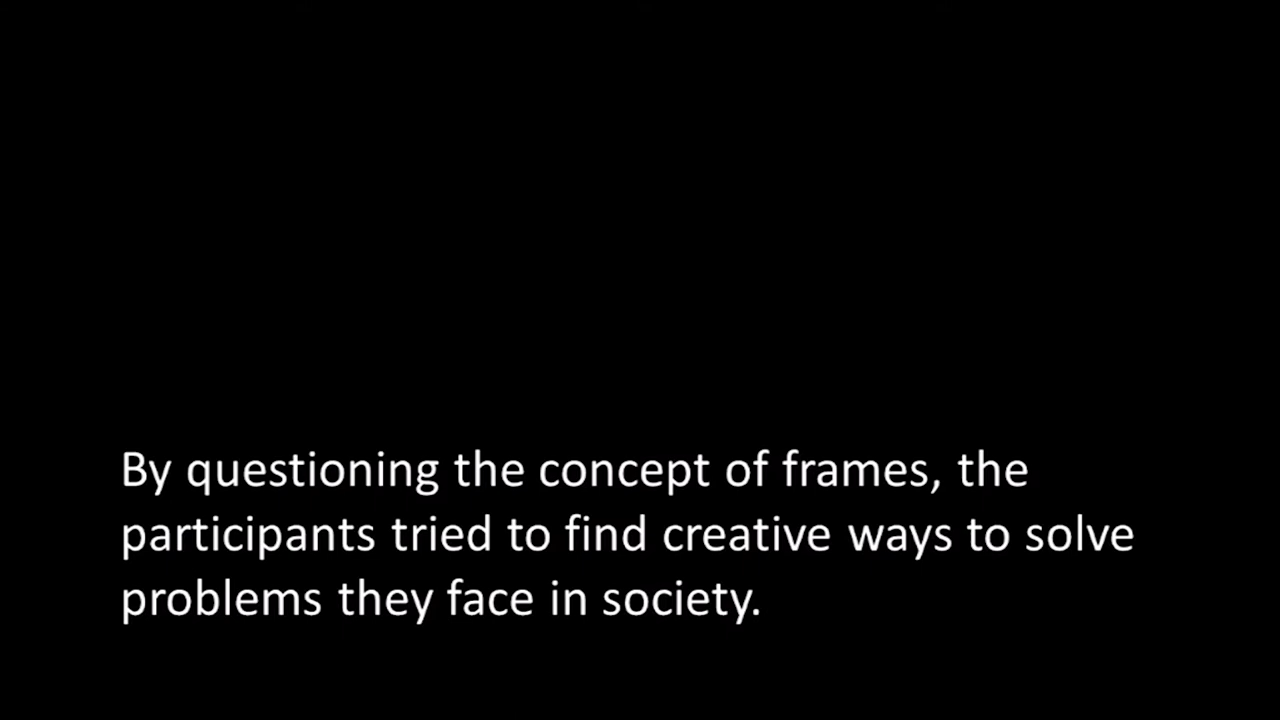 By questioning the concept of frames, the
participants tried to find creative ways to solve
problems they face in society.